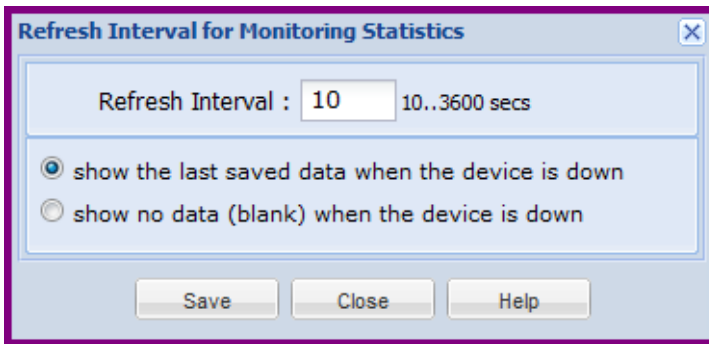 Refresh Interval for Monitoring Statistics
Refresh Interval : 10 10..3600 secs
show the last saved data when the device is down
show no data (blank) when the device is down
Save Close Help